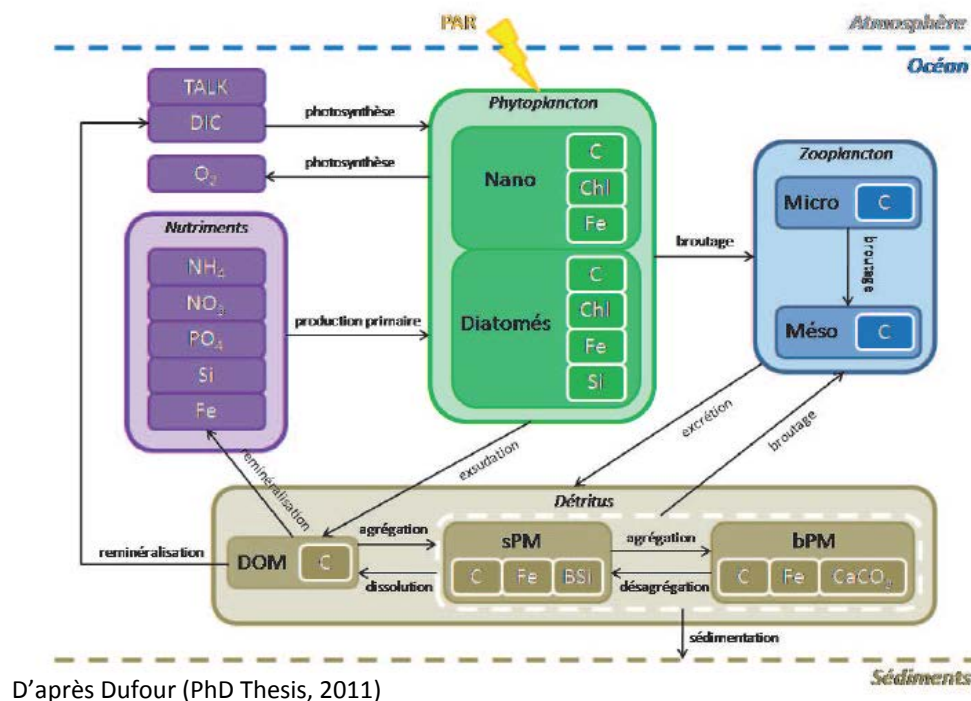 PAR
Atmosphère
Océan
TALK
DIC
O2
photosynthèse
photosynthèse
Phytoplancton
Nano
C
Chl
Fe
Diatomés
C
Chl
Fe
Si
Zooplancton
Micro
C
broutage
Méso
C
broutage
Nutriments
NH4
NO3
PO4
Si
Fe
production primaire
reminéralisation
exsudation
excrétion
broutage
Détritus
reminéralisation
DOM
C
agrégation
dissolution
sPM
C
Fe
BSi
agrégation
désagrégation
bPM
C
Fe
CaCO3
sédimentation
Sédiments
D'après Dufour (PhD Thesis, 2011)